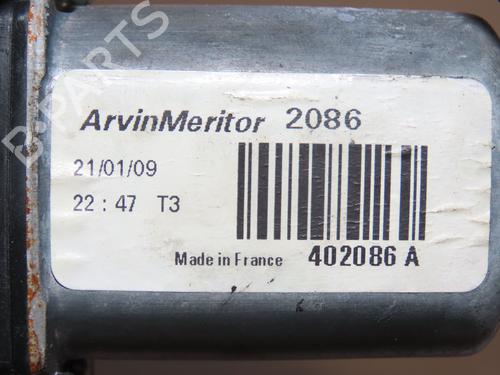 B-PARTS
ArvinMeritor 2086
21/01/09
22 : 47 T3
Made in France 402086 A